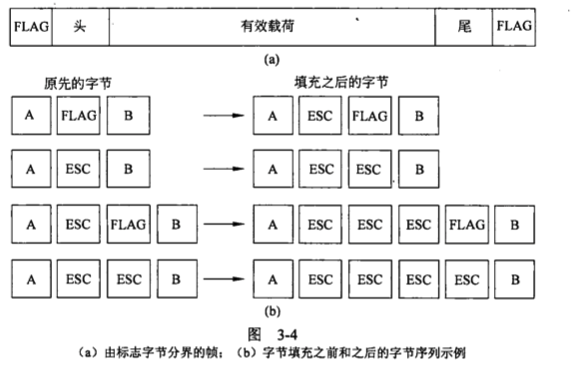 FLAG 头 有效载荷 尾 FLAG
(a)
原先的字节 填充之后的字节
A FLAG B A ESC FLAG B
A ESC B A ESC ESC B
A ESC FLAG B A ESC ESC ESC FLAG B
A ESC ESC B A ESC ESC ESC ESC B
(b)
图 3-4
(a)由标志字节分界的帧；(b)字节填充之前和之后的字节序列示例